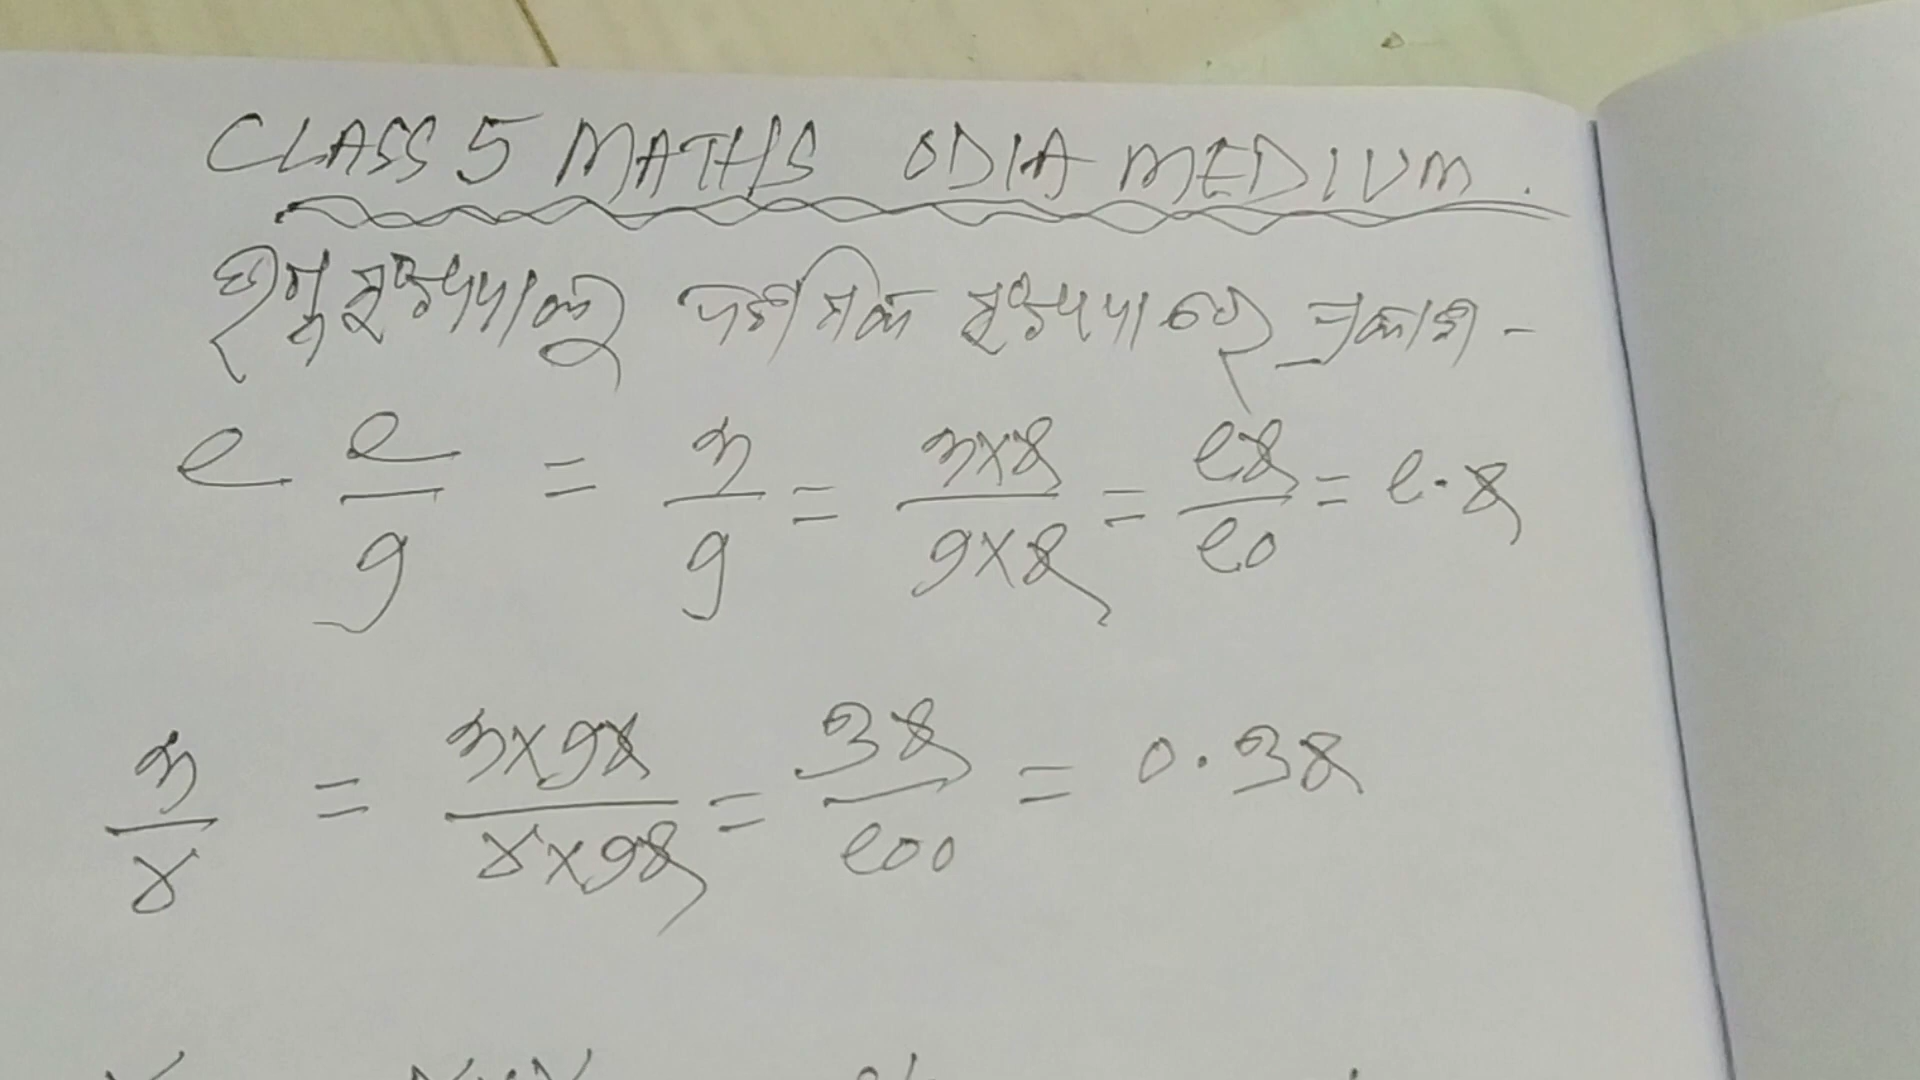 CLASS 5 MATHS ODIA MEDIUM.
ଭଗ୍ନସଂଖ୍ୟାକୁ ଦଶମିକ ସଂଖ୍ୟାରେ ପ୍ରକାଶ -
୧ ୧/୨ = ୩/୨ = ୩×୫/୨×୫ = ୧୫/୧୦ = ୧.୫
୩/୪ = ୩×୨୫/୪×୨୫ = ୭୫/୧୦୦ = ୦.୭୫